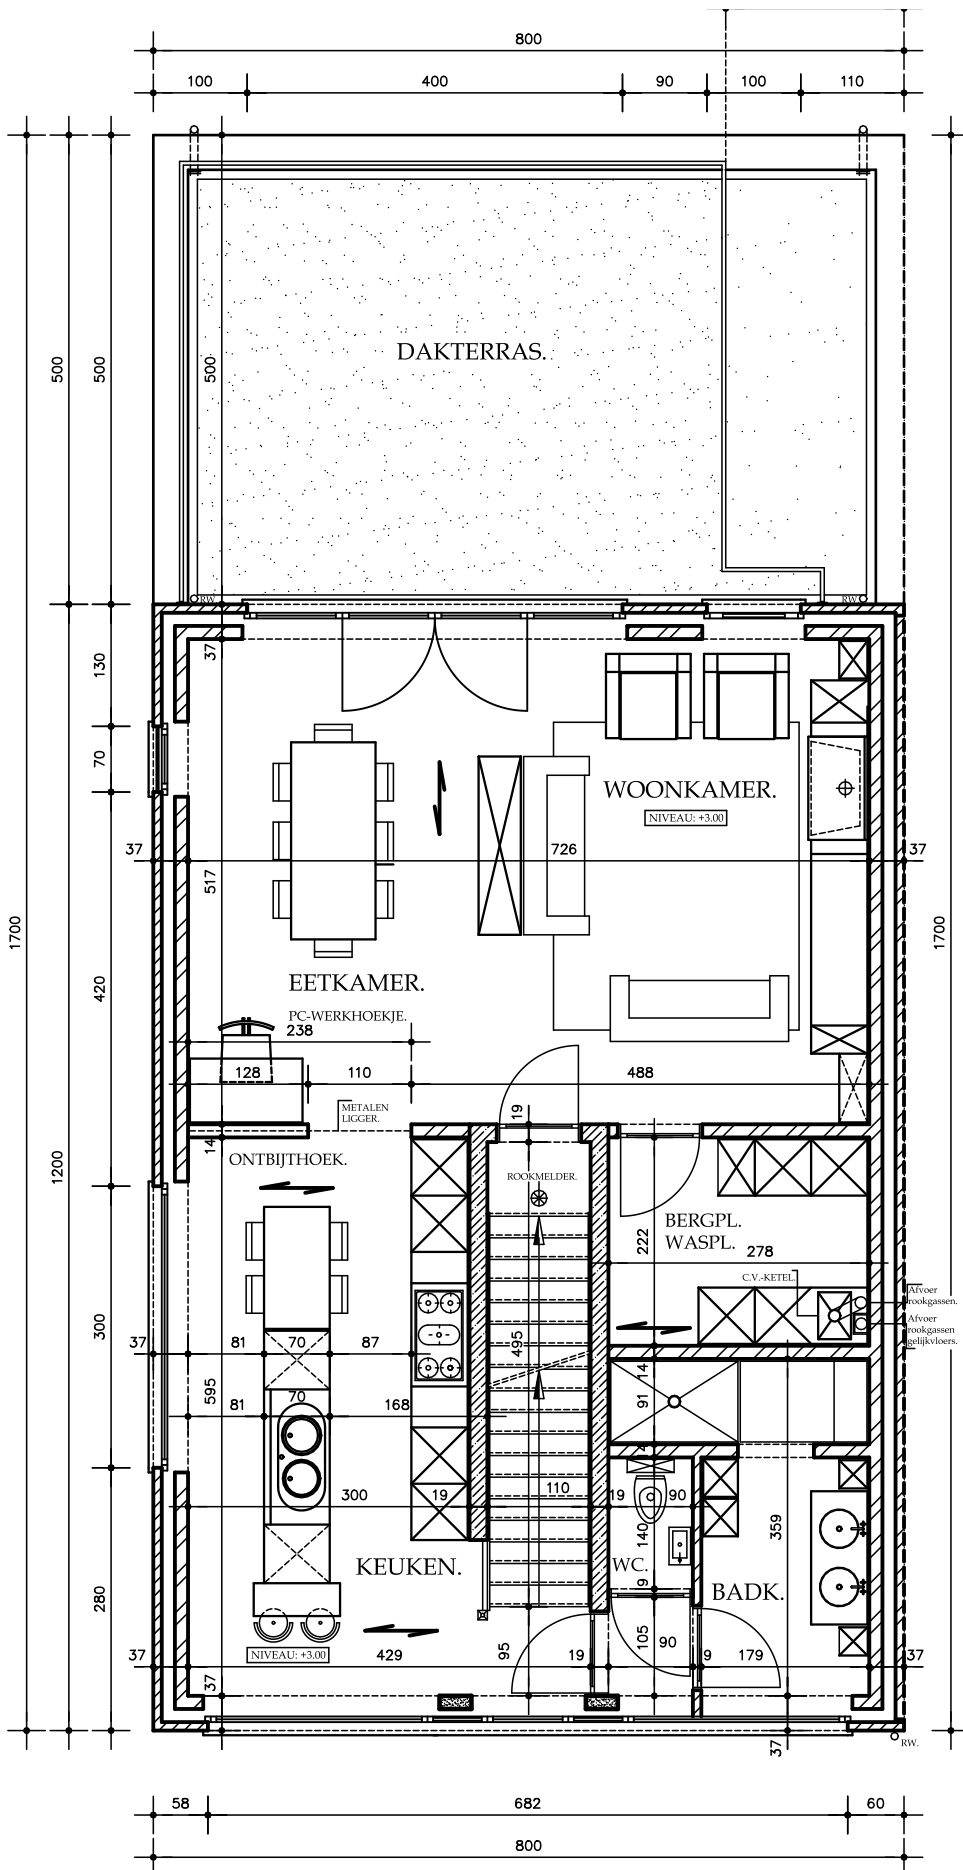 800
100 400 90 100 110
DAKTERRAS.
500
500
500
RW
RW
37
130
70
WOONKAMER.
NIVEAU: +3.00
37
726
37
517
1700
1700
420
EETKAMER.
PC-WERKHOEKJE.
238
128 110 488
METALEN
LIGGER.
19
14
ONTBIJTHOEK.
1200
ROOKMELDER.
BERGPL.
WASPL.
222
278
C.V.-KETEL.
Afvoer
rookgassen.
Afvoer
rookgassen
gelijkvloers.
300
37 81 70 87
495
14
595
81 70 168
91
300 19 110 19 90
140
359
KEUKEN.
WC.
9
BADK.
280
NIVEAU: +3.00
105
90
95
37 429 19 9 179 37
37
37
RW.
58 682 60
800